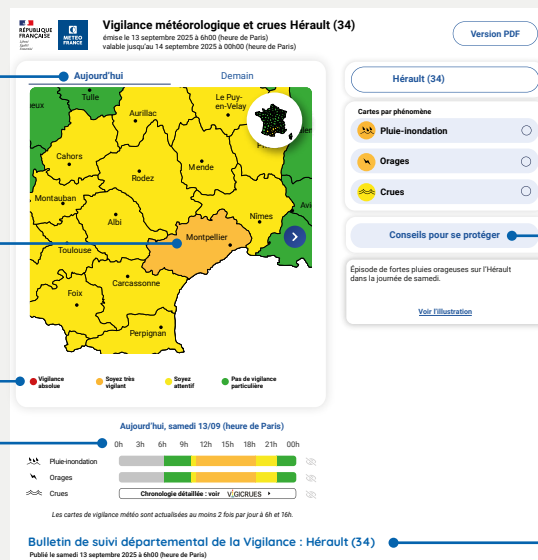 RÉPUBLIQUE
FRANÇAISE
METEO
FRANCE
Vigilance météorologique et crues Hérault (34)
émise le 13 septembre 2025 à 6h00 (heure de Paris)
valable jusqu'au 14 septembre 2025 à 00h00 (heure de Paris)
Version PDF
Aujourd'hui
Demain
Tulle
Le Puy-
en-Velay
Aurillac
Cahors
Mende
Rodez
Montauban
Albi
Nîmes
Montpellier
Toulouse
Carcassonne
Foix
Perpignan
Vigilance
absolue
Soyez très
vigilant
Soyez
attentif
Pas de vigilance
particulière
Hérault (34)
Cartes par phénomène
Pluie-inondation
Orages
Crues
Conseils pour se protéger
Épisode de fortes pluies orageuses sur l'Hérault
dans la journée de samedi.
Voir l'illustration
Aujourd'hui, samedi 13/09 (heure de Paris)
0h 3h 6h 9h 12h 15h 18h 21h 00h
Pluie-inondation
Orages
Crues
Chronologie détaillée : voir VIGICRUES
Les cartes de vigilance météo sont actualisées au moins 2 fois par jour à 6h et 16h.
Bulletin de suivi départemental de la Vigilance : Hérault (34)
Publié le samedi 13 septembre 2025 à 6h00 (heure de Paris)